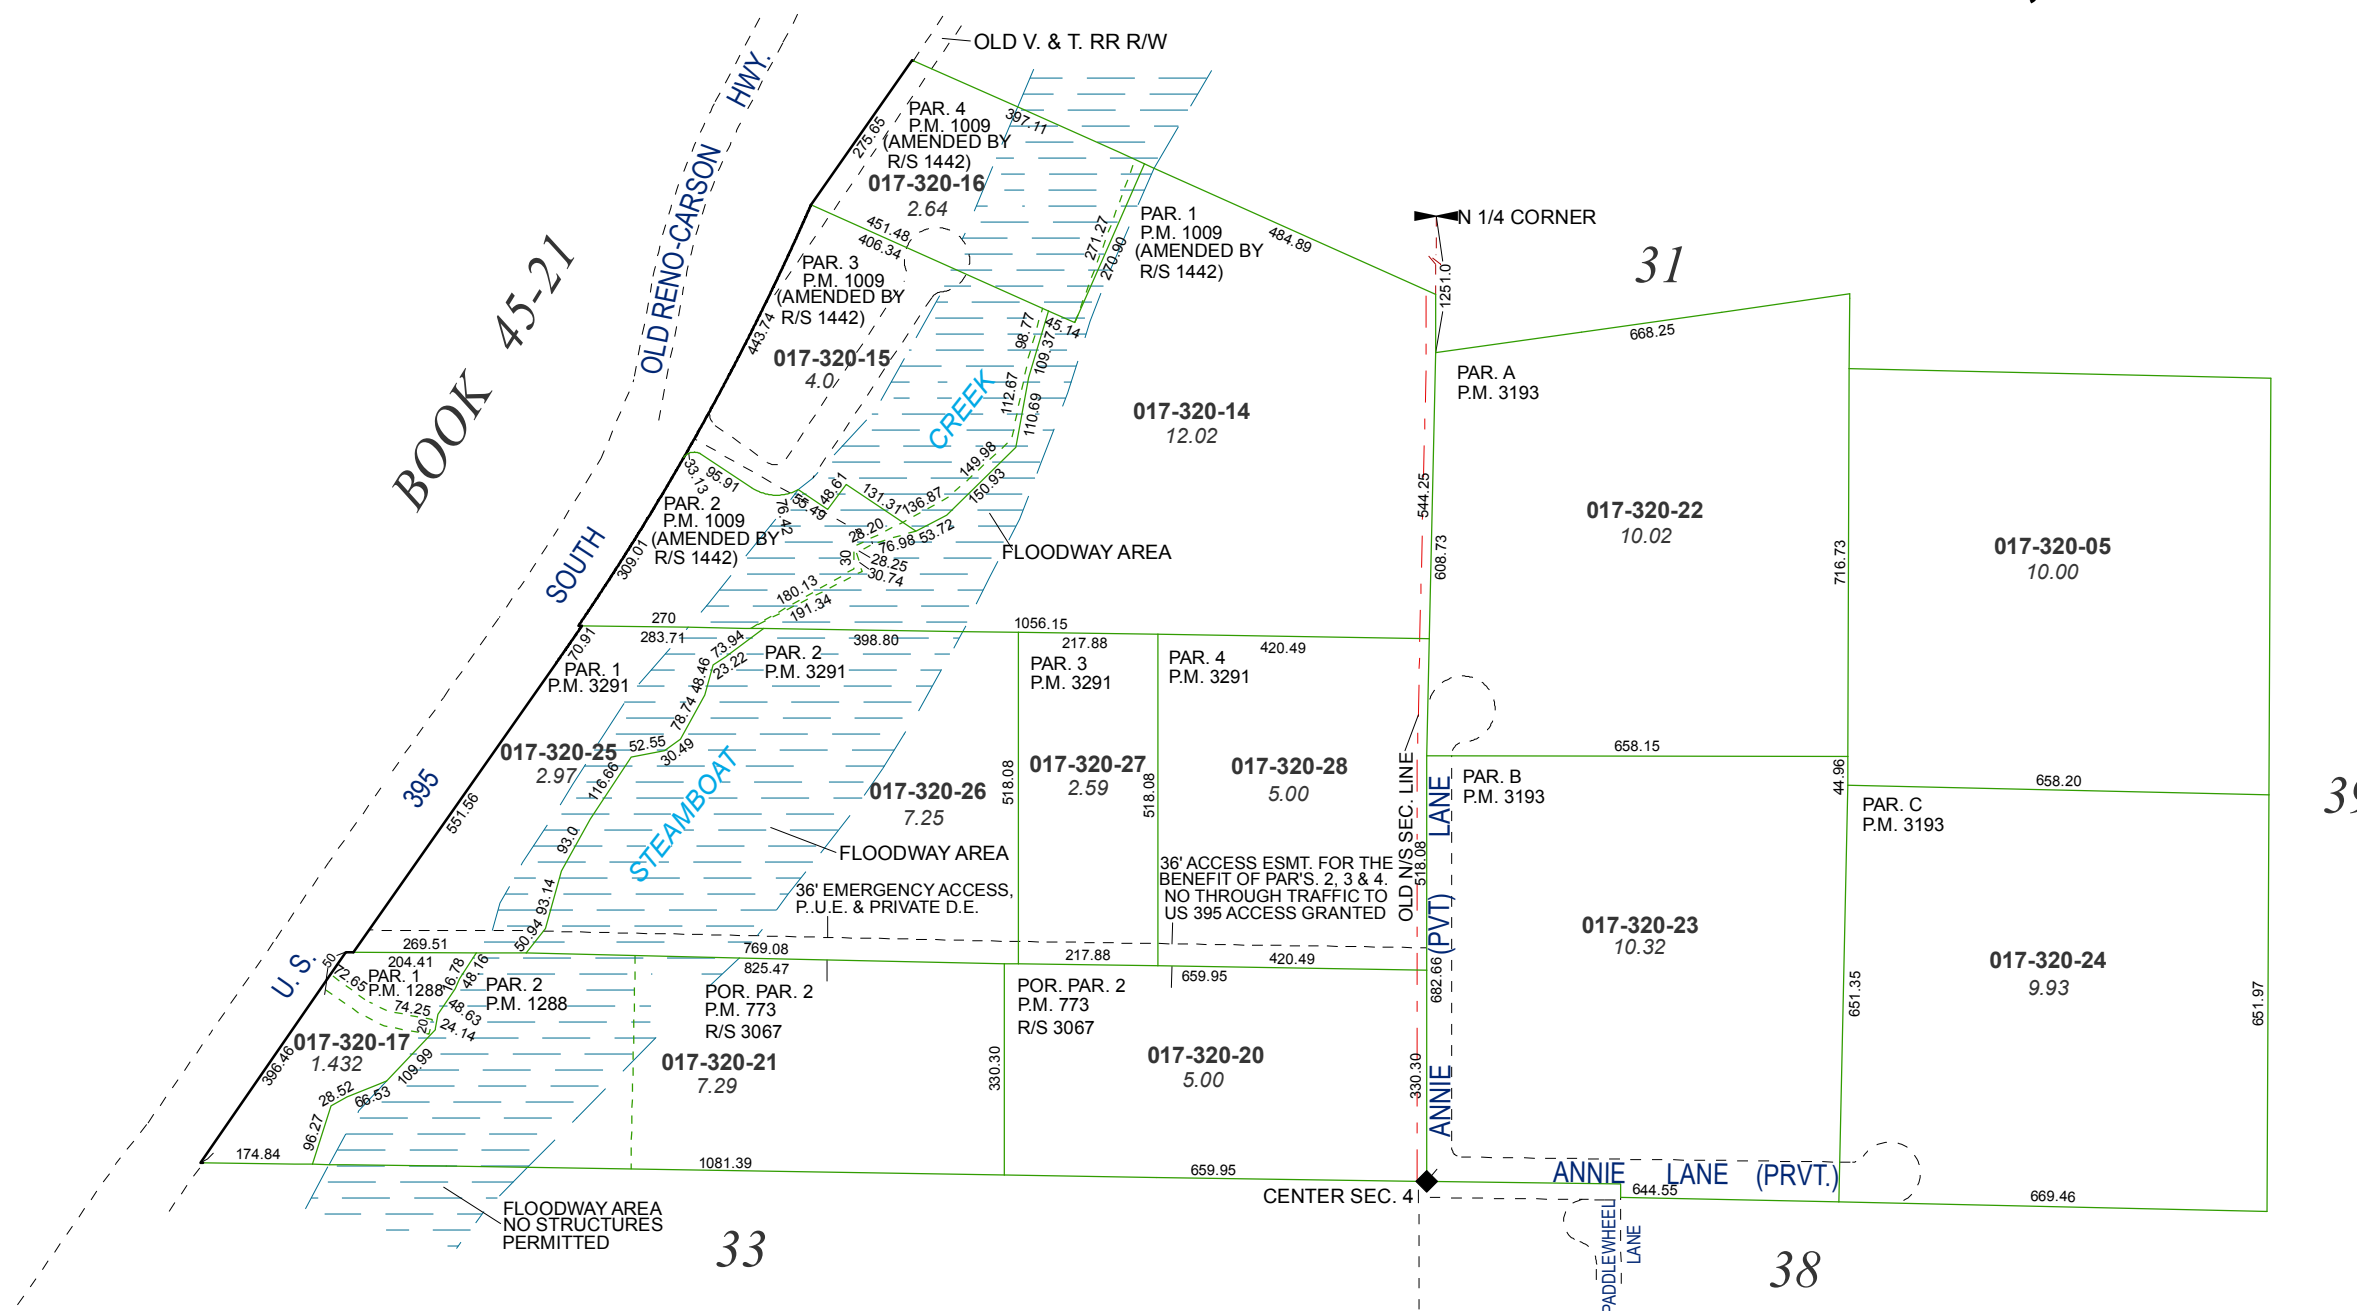 OLD V. & T. RR R/W
OLD RENO-CARSON HWY.
BOOK 45-21
PAR. 4
P.M. 1009
(AMENDED BY
R/S 1442)
017-320-16
2.64
275.65
397.11
451.48
406.34
271.27
270.90
PAR. 1
P.M. 1009
(AMENDED BY
R/S 1442)
484.89
N 1/4 CORNER
1251.0
31
668.25
PAR. 3
P.M. 1009
(AMENDED BY
R/S 1442)
443.74
017-320-15
4.0
98.77
45.14
109.37
112.67
110.69
CREEK
149.98
150.93
017-320-14
12.02
PAR. A
P.M. 3193
544.25
608.73
017-320-22
10.02
716.73
017-320-05
10.00
33.13
95.91
76.42
55.49
48.61
131.37
136.87
28.20
76.98
53.72
30
28.25
30.74
180.13
191.34
FLOODWAY AREA
PAR. 2
P.M. 1009
(AMENDED BY
R/S 1442)
309.01
SOUTH
270
283.71
70.91
73.94
398.80
1056.15
217.88
420.49
PAR. 1
P.M. 3291
48.46
23.22
PAR. 2
P.M. 3291
PAR. 3
P.M. 3291
PAR. 4
P.M. 3291
78.74
52.55
30.49
017-320-25
2.97
116.66
STEAMBOAT
017-320-26
7.25
518.08
017-320-27
2.59
518.08
017-320-28
5.00
OLD N/S SEC. LINE
518.08
658.15
PAR. B
P.M. 3193
44.96
658.20
PAR. C
P.M. 3193
39
395
551.56
93.0
93.14
50.94
FLOODWAY AREA
36' EMERGENCY ACCESS,
P..U.E. & PRIVATE D.E.
36' ACCESS ESMT. FOR THE
BENEFIT OF PAR'S. 2, 3 & 4.
NO THROUGH TRAFFIC TO
US 395 ACCESS GRANTED
ANNIE (PVT) LANE
682.66
017-320-23
10.32
651.35
017-320-24
9.93
651.97
U. S.
269.51
204.41
769.08
825.47
217.88
420.49
659.95
50
72.65
PAR. 1
P.M. 1288
16.78
48.16
PAR. 2
P.M. 1288
74.25
20
48.63
24.14
POR. PAR. 2
P.M. 773
R/S 3067
POR. PAR. 2
P.M. 773
R/S 3067
017-320-17
1.432
396.46
109.99
28.52
66.53
96.27
017-320-21
7.29
330.30
017-320-20
5.00
330.30
174.84
1081.39
659.95
CENTER SEC. 4
ANNIE LANE (PRVT.)
644.55
669.46
PADDLEWHEEL
LANE
FLOODWAY AREA
NO STRUCTURES
PERMITTED
33
38